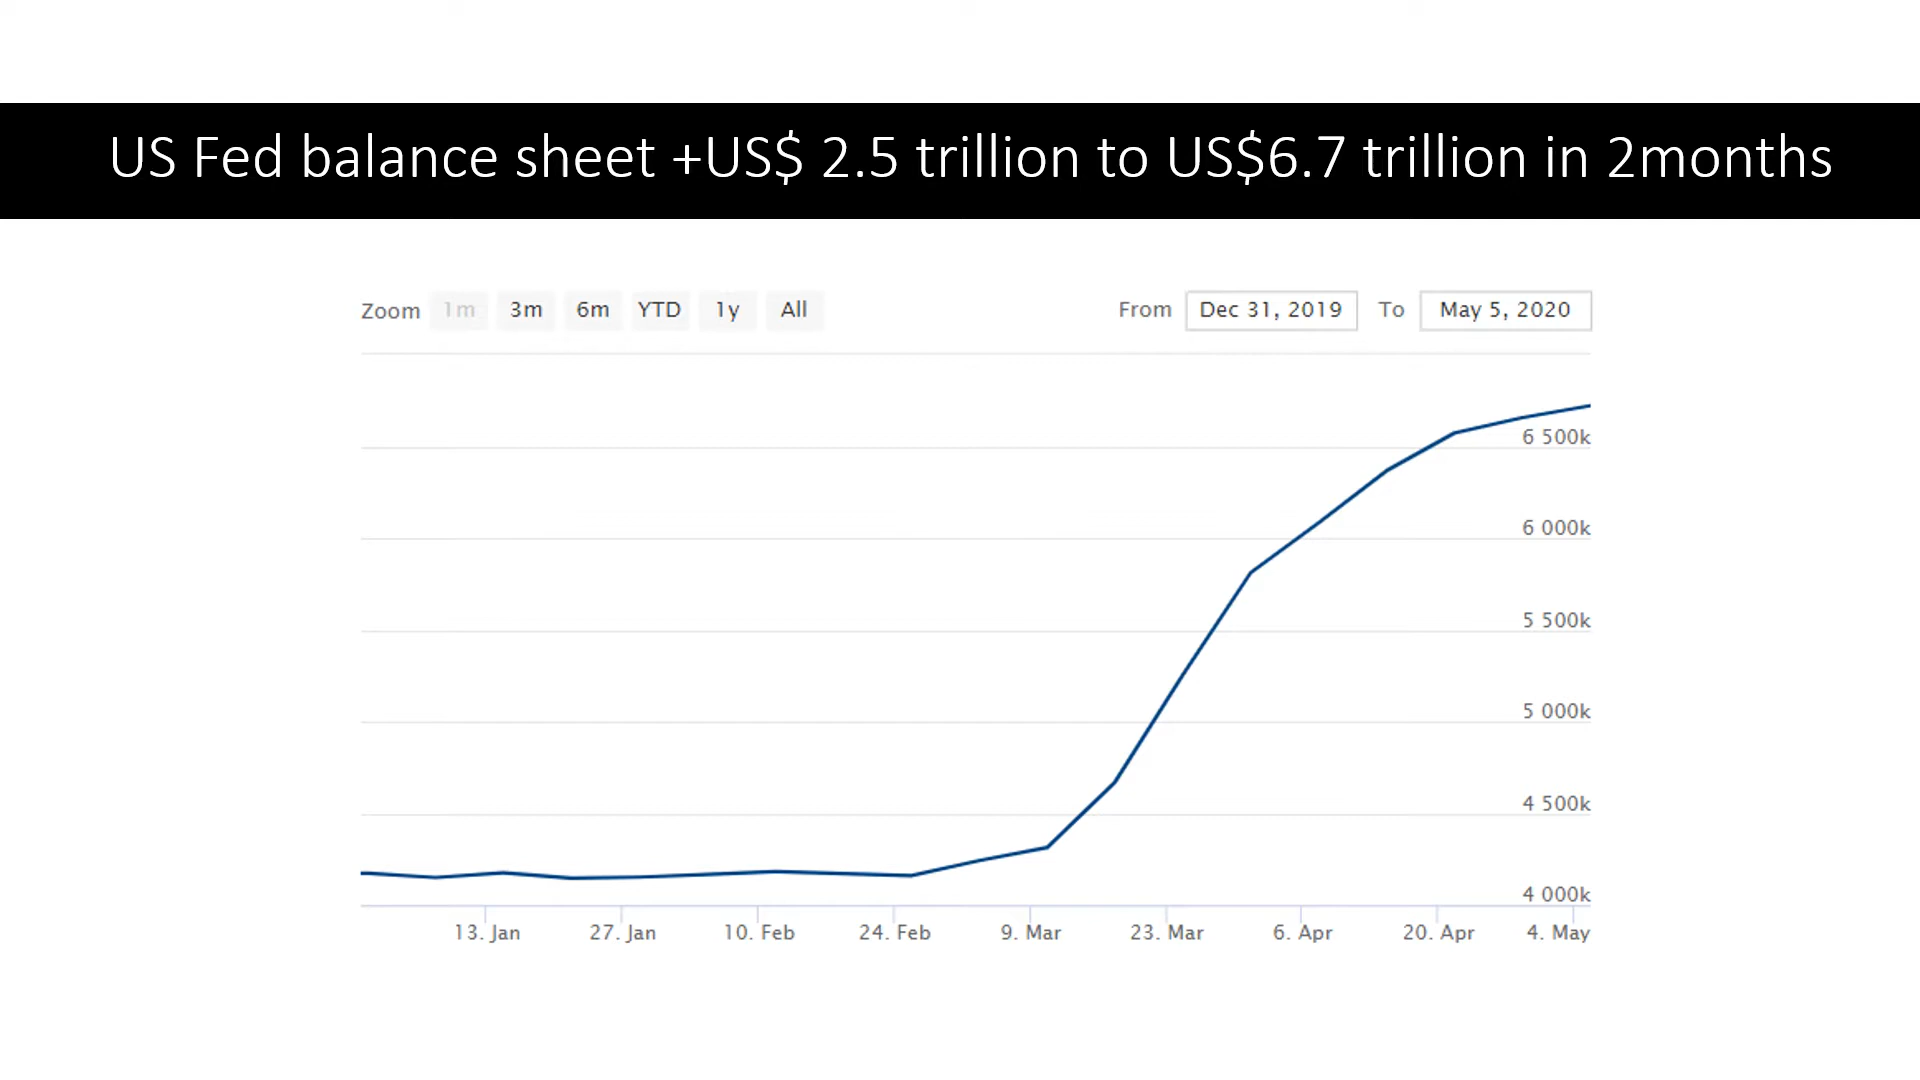 US Fed balance sheet +US$ 2.5 trillion to US$6.7 trillion in 2months
Zoom 1m 3m 6m YTD 1y All From Dec 31, 2019 To May 5, 2020
6 500k
6 000k
5 500k
5 000k
4 500k
4 000k
13. Jan 27. Jan 10. Feb 24. Feb 9. Mar 23. Mar 6. Apr 20. Apr 4. May